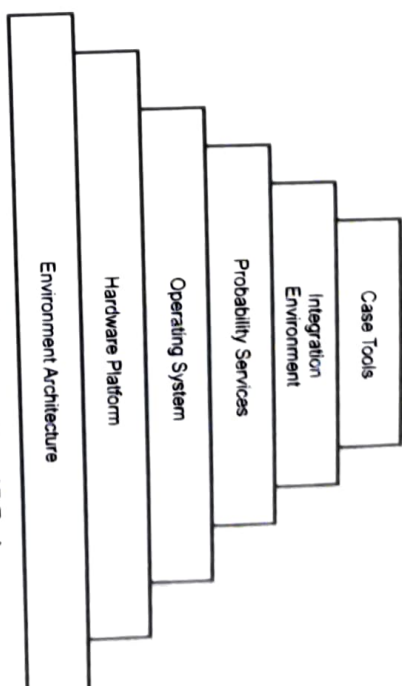 Case Tools
Integration
Environment
Probability Services
Operating System
Hardware Platform
Environment Architecture